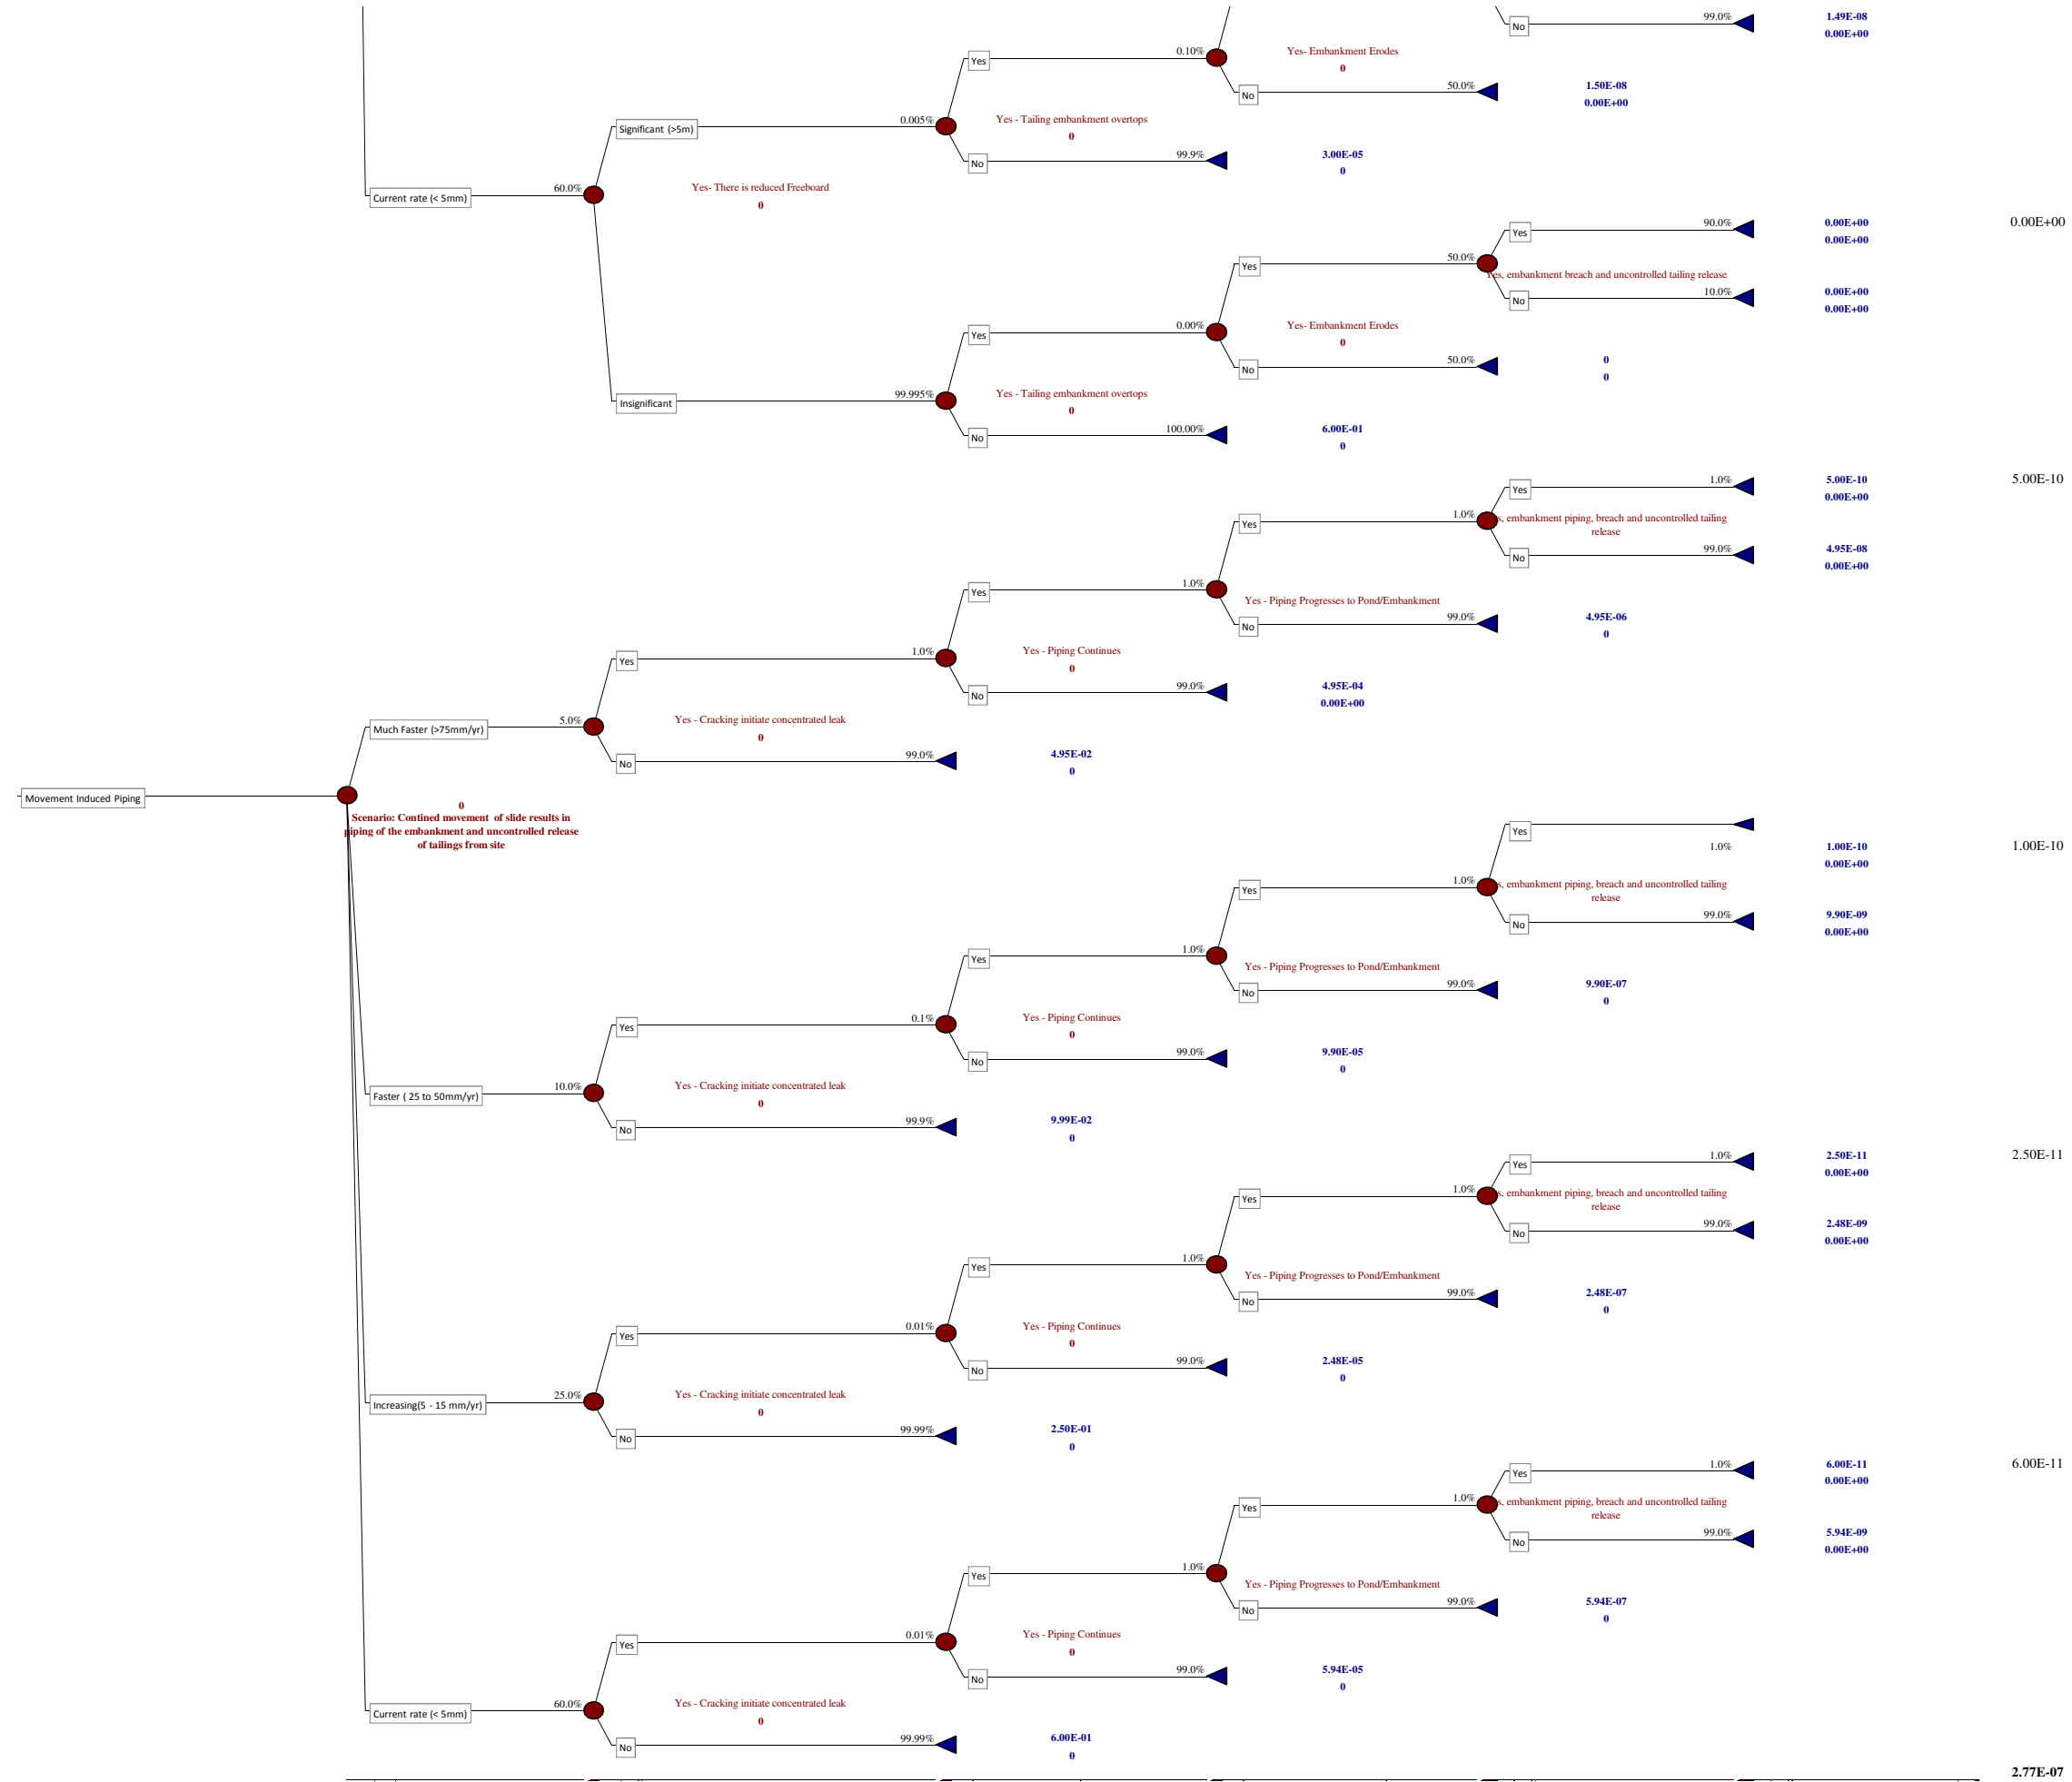 99.0%
1.49E-08
No
0.00E+00
0.10%
Yes- Embankment Erodes
Yes
0
50.0%
1.50E-08
No
0.00E+00
0.005%
Yes - Tailing embankment overtops
Significant (>5m)
0
99.9%
3.00E-05
No
0
60.0%
Yes- There is reduced Freeboard
Current rate (< 5mm)
0
90.0%
0.00E+00
0.00E+00
Yes
0.00E+00
50.0%
Yes
Yes, embankment breach and uncontrolled tailing release
10.0%
0.00E+00
No
0.00E+00
0.00%
Yes- Embankment Erodes
Yes
0
50.0%
0
No
0
99.995%
Yes - Tailing embankment overtops
Insignificant
0
100.00%
6.00E-01
No
0
1.0%
5.00E-10
5.00E-10
Yes
0.00E+00
1.0%
s, embankment piping, breach and uncontrolled tailing
Yes
release
99.0%
4.95E-08
No
0.00E+00
1.0%
Yes - Piping Progresses to Pond/Embankment
Yes
99.0%
4.95E-06
No
0
1.0%
Yes - Piping Continues
Yes
0
99.0%
4.95E-04
No
0.00E+00
5.0%
Yes - Cracking initiate concentrated leak
Much Faster (>75mm/yr)
0
99.0%
4.95E-02
No
0
Movement Induced Piping
0
Scenario: Contined movement of slide results in
piping of the embankment and uncontrolled release
of tailings from site
Yes
1.0%
1.00E-10
1.00E-10
0.00E+00
1.0%
s, embankment piping, breach and uncontrolled tailing
Yes
release
99.0%
9.90E-09
No
0.00E+00
1.0%
Yes - Piping Progresses to Pond/Embankment
Yes
99.0%
9.90E-07
No
0
0.1%
Yes - Piping Continues
Yes
0
99.0%
9.90E-05
No
0
10.0%
Yes - Cracking initiate concentrated leak
Faster ( 25 to 50mm/yr)
0
99.9%
9.99E-02
No
0
1.0%
2.50E-11
2.50E-11
Yes
0.00E+00
1.0%
s, embankment piping, breach and uncontrolled tailing
Yes
release
99.0%
2.48E-09
No
0.00E+00
1.0%
Yes - Piping Progresses to Pond/Embankment
Yes
99.0%
2.48E-07
No
0
0.01%
Yes - Piping Continues
Yes
0
99.0%
2.48E-05
No
0
25.0%
Yes - Cracking initiate concentrated leak
Increasing(5 - 15 mm/yr)
0
99.99%
2.50E-01
No
0
1.0%
6.00E-11
6.00E-11
Yes
0.00E+00
1.0%
s, embankment piping, breach and uncontrolled tailing
Yes
release
99.0%
5.94E-09
No
0.00E+00
1.0%
Yes - Piping Progresses to Pond/Embankment
Yes
99.0%
5.94E-07
No
0
0.01%
Yes - Piping Continues
Yes
0
99.0%
5.94E-05
No
0
60.0%
Yes - Cracking initiate concentrated leak
Current rate (< 5mm)
0
99.99%
6.00E-01
No
0
2.77E-07